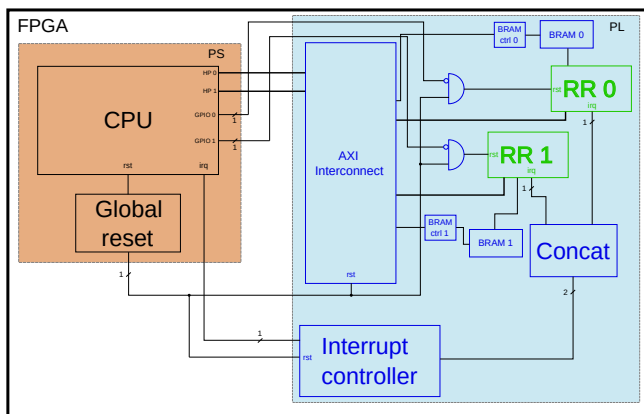 FPGA
PS
PL
CPU
HP 0
HP 1
GPIO 0
GPIO 1
1
1
rst
irq
Global
reset
1
AXI
Interconnect
rst
BRAM
ctrl 0
BRAM 0
rst
RR 0
irq
1
rst
RR 1
irq
1
BRAM
ctrl 1
BRAM 1
Concat
2
1
rst
Interrupt
controller